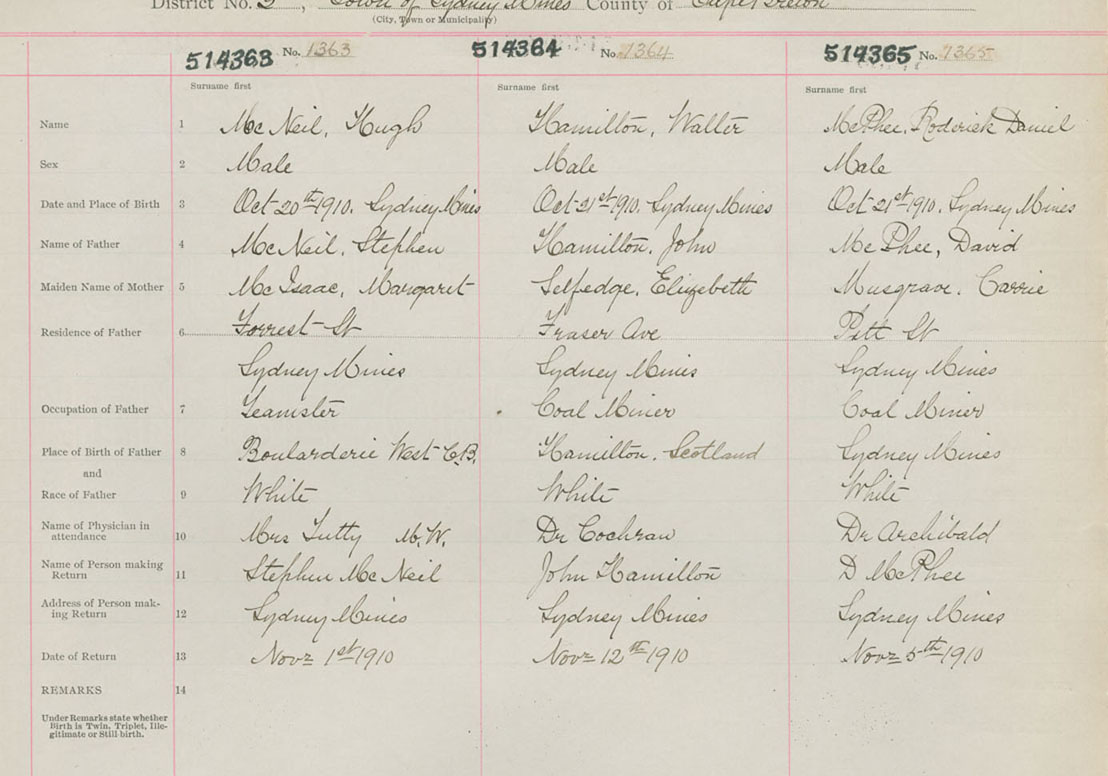 District No. 3, Town of Sydney Mines County of Cape Breton
(City, Town or Municipality)
514363 No. 1363 514364 No. 1364 514365 No. 1365
Surname first Surname first Surname first
Name 1 McNeil, Hugh Hamilton, Walter McPhee, Roderick Daniel
Sex 2 Male Male Male
Date and Place of Birth 3 Oct 20th 1910. Sydney Mines Oct 21st 1910. Sydney Mines Oct 21st 1910. Sydney Mines
Name of Father 4 McNeil, Stephen Hamilton, John McPhee, David
Maiden Name of Mother 5 McIsaac, Margaret Selfedge, Elizebeth Musgrave, Carrie
Residence of Father 6 Forrest St Fraser Ave Pitt St
Sydney Mines Sydney Mines Sydney Mines
Occupation of Father 7 Teamster Coal Miner Coal Miner
Place of Birth of Father 8 Boularderie West C.B. Hamilton, Scotland Sydney Mines
and
Race of Father 9 White White White
Name of Physician in
attendance 10 Mrs Tutty M.W. Dr Cochran Dr Archibald
Name of Person making
Return 11 Stephen McNeil John Hamilton D McPhee
Address of Person mak-
ing Return 12 Sydney Mines Sydney Mines Sydney Mines
Date of Return 13 Novr 1st 1910 Novr 12th 1910 Novr 5th 1910
REMARKS 14
Under Remarks state whether
Birth is Twin, Triplet, Ille-
gitimate or Still-birth.